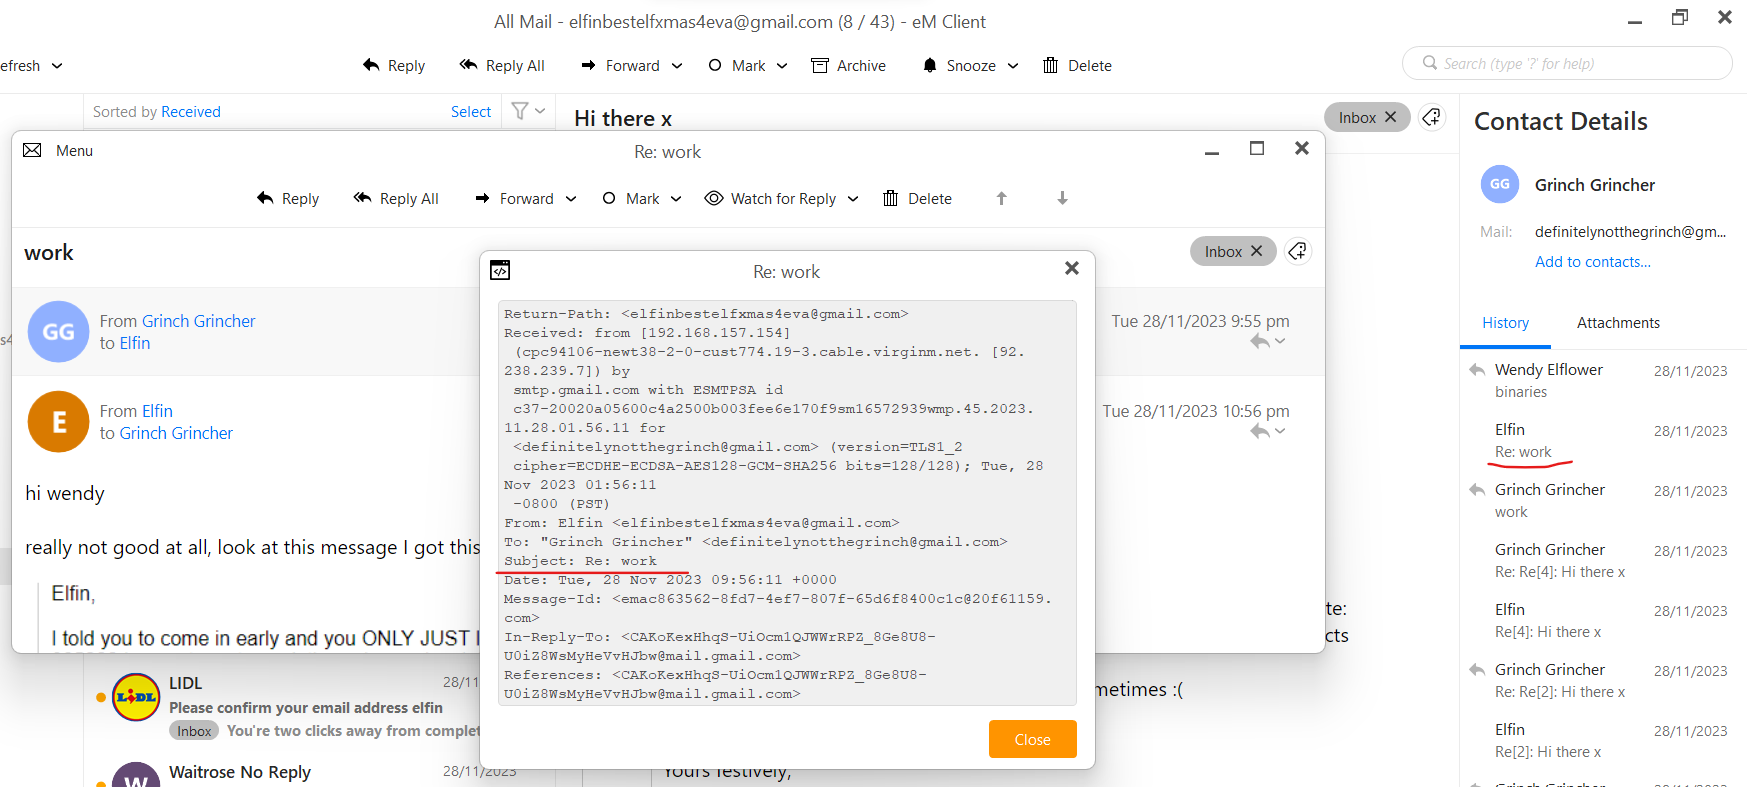 All Mail - elfinbestelfxmas4eva@gmail.com (8 / 43) - eM Client
efresh
Reply
Reply All
Forward
Mark
Archive
Snooze
Delete
Search (type '?' for help)
Sorted by Received
Select
Hi there x
Inbox
Menu
Re: work
Reply
Reply All
Forward
Mark
Watch for Reply
Delete
work
Inbox
GG
From Grinch Grincher
to Elfin
Tue 28/11/2023 9:55 pm
E
From Elfin
to Grinch Grincher
Tue 28/11/2023 10:56 pm
hi wendy
really not good at all, look at this message I got this
Elfin,
I told you to come in early and you ONLY JUST
Re: work
Return-Path: <elfinbestelfxmas4eva@gmail.com>
Received: from [192.168.157.154]
(cpc94106-newt38-2-0-cust774.19-3.cable.virginm.net. [92.
238.239.7]) by
smtp.gmail.com with ESMTPSA id
c37-20020a05600c4a2500b003fee6e170f9sm16572939wmp.45.2023.
11.28.01.56.11 for
<definitelynotthegrinch@gmail.com> (version=TLS1_2
cipher=ECDHE-ECDSA-AES128-GCM-SHA256 bits=128/128); Tue, 28
Nov 2023 01:56:11
-0800 (PST)
From: Elfin <elfinbestelfxmas4eva@gmail.com>
To: "Grinch Grincher" <definitelynotthegrinch@gmail.com>
Subject: Re: work
Date: Tue, 28 Nov 2023 09:56:11 +0000
Message-Id: <emac863562-8fd7-4ef7-807f-65d6f8400c1c@20f61159.
com>
In-Reply-To: <CAKoKexHhqS-UiOcm1QJWWrRPZ_8Ge8U8-
U0iZ8WsMyHeVvHJbw@mail.gmail.com>
References: <CAKoKexHhqS-UiOcm1QJWWrRPZ_8Ge8U8-
U0iZ8WsMyHeVvHJbw@mail.gmail.com>
Close
te:
cts
metimes :(
Yours festively,
LIDL
LIDL
28/11
Please confirm your email address elfin
Inbox
You're two clicks away from complet
W
Waitrose No Reply
28/11/2023
s4
Contact Details
GG
Grinch Grincher
Mail:
definitelynotthegrinch@gm...
Add to contacts...
History
Attachments
Wendy Elflower
28/11/2023
binaries
Elfin
28/11/2023
Re: work
Grinch Grincher
28/11/2023
work
Grinch Grincher
28/11/2023
Re: Re[4]: Hi there x
Elfin
28/11/2023
Re[4]: Hi there x
Grinch Grincher
28/11/2023
Re: Re[2]: Hi there x
Elfin
28/11/2023
Re[2]: Hi there x
Grinch Grincher
28/11/2023